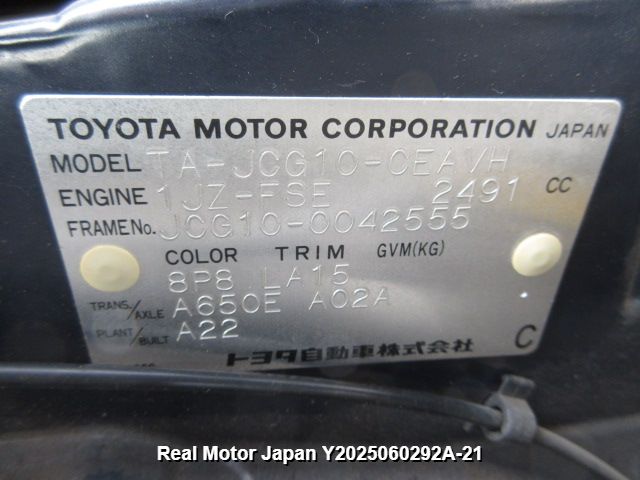 TOYOTA MOTOR CORPORATION JAPAN
MODEL TA-JCG10-CEAVH
ENGINE 1JZ-FSE 2491 CC
FRAME No. JCG10-0042555
COLOR TRIM GVM(KG)
8P8 LA15
TRANS./AXLE A650E A02A
PLANT/BUILT A22
トヨタ自動車株式会社 C
Real Motor Japan Y2025060292A-21